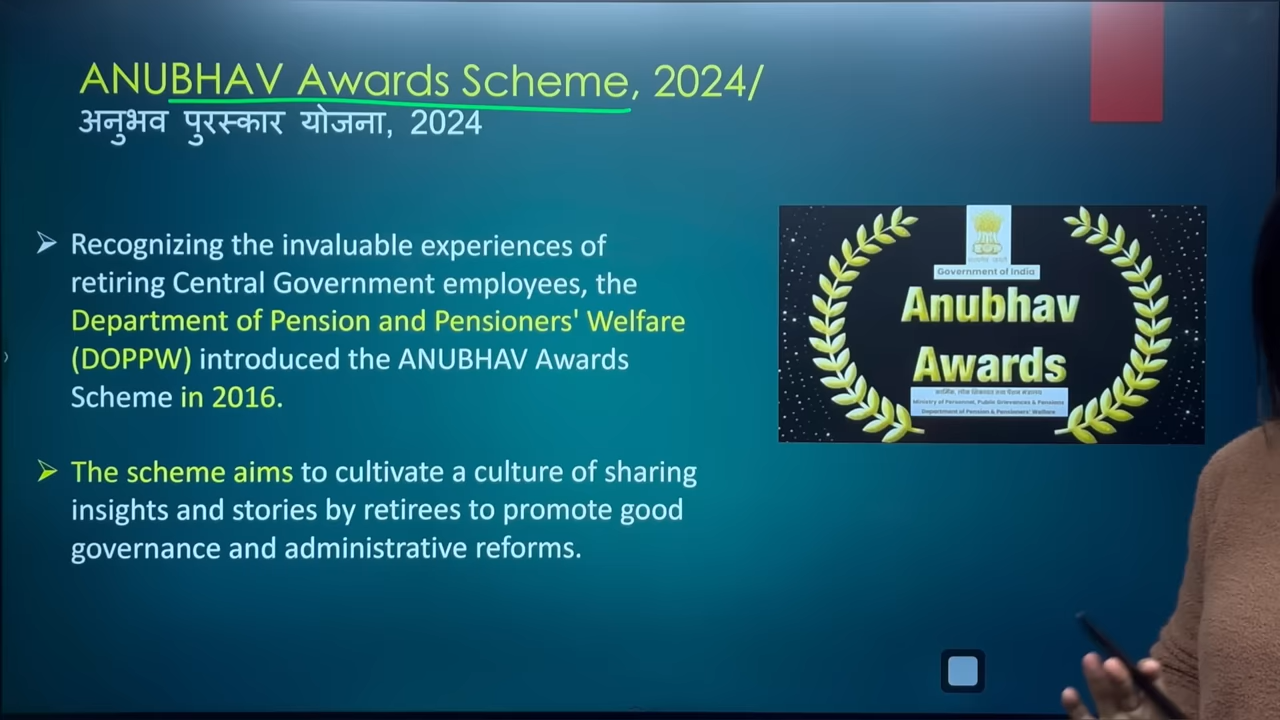 ANUBHAV Awards Scheme, 2024/
अनुभव पुरस्कार योजना, 2024
Recognizing the invaluable experiences of
retiring Central Government employees, the
Department of Pension and Pensioners' Welfare
(DOPPW) introduced the ANUBHAV Awards
Scheme in 2016.
The scheme aims to cultivate a culture of sharing
insights and stories by retirees to promote good
governance and administrative reforms.
Government of India
Anubhav
Awards
Ministry of Personnel, Public Grievances & Pensions
Department of Pension & Pensioners' Welfare